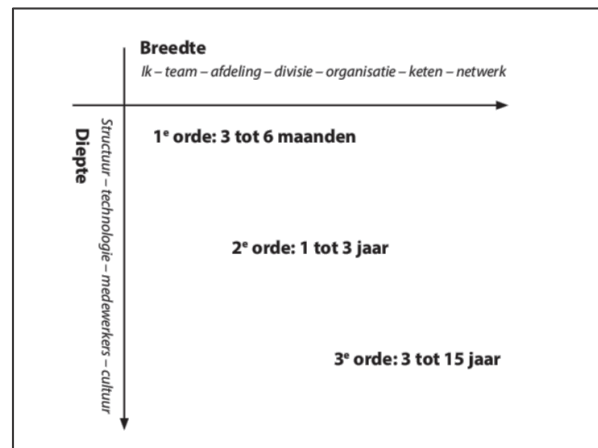 Breedte
Ik – team – afdeling – divisie – organisatie – keten – netwerk
Diepte
Structuur – technologie – medewerkers – cultuur
1e orde: 3 tot 6 maanden
2e orde: 1 tot 3 jaar
3e orde: 3 tot 15 jaar